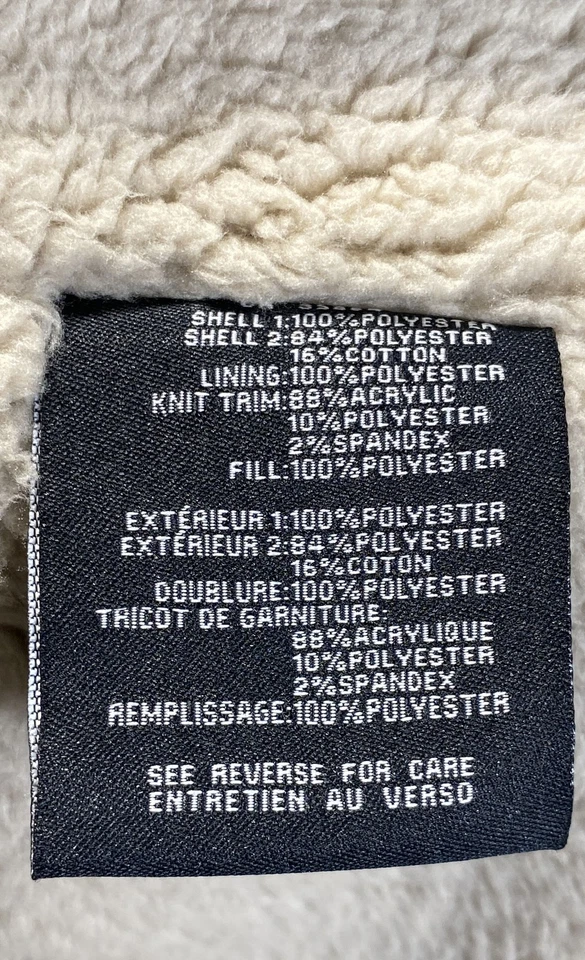 SHELL 1:100%POLYESTER
SHELL 2:84%POLYESTER
16%COTTON
LINING:100%POLYESTER
KNIT TRIM:88%ACRYLIC
10%POLYESTER
2%SPANDEX
FILL:100%POLYESTER
EXTÉRIEUR 1:100%POLYESTER
EXTÉRIEUR 2:84%POLYESTER
16%COTON
DOUBLURE:100%POLYESTER
TRICOT DE GARNITURE:
88%ACRYLIQUE
10%POLYESTER
2%SPANDEX
REMPLISSAGE:100%POLYESTER
SEE REVERSE FOR CARE
ENTRETIEN AU VERSO